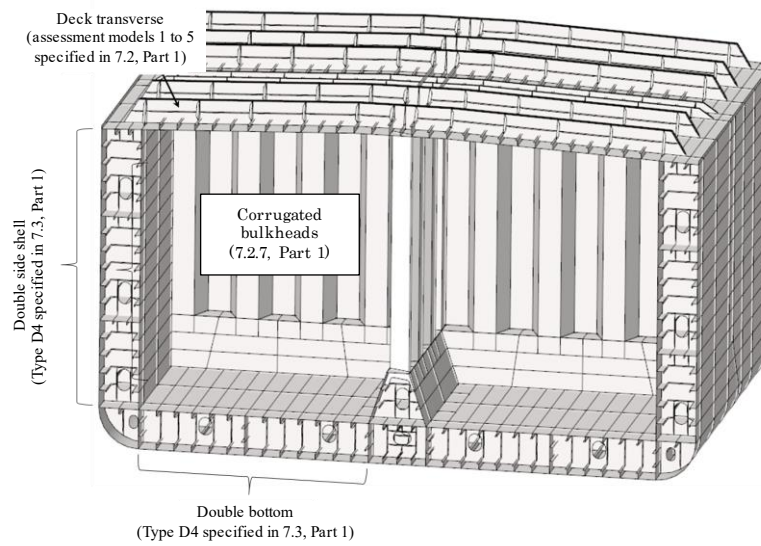 Deck transverse
(assessment models 1 to 5
specified in 7.2, Part 1)
Double side shell
(Type D4 specified in 7.3, Part 1)
Corrugated
bulkheads
(7.2.7, Part 1)
Double bottom
(Type D4 specified in 7.3, Part 1)